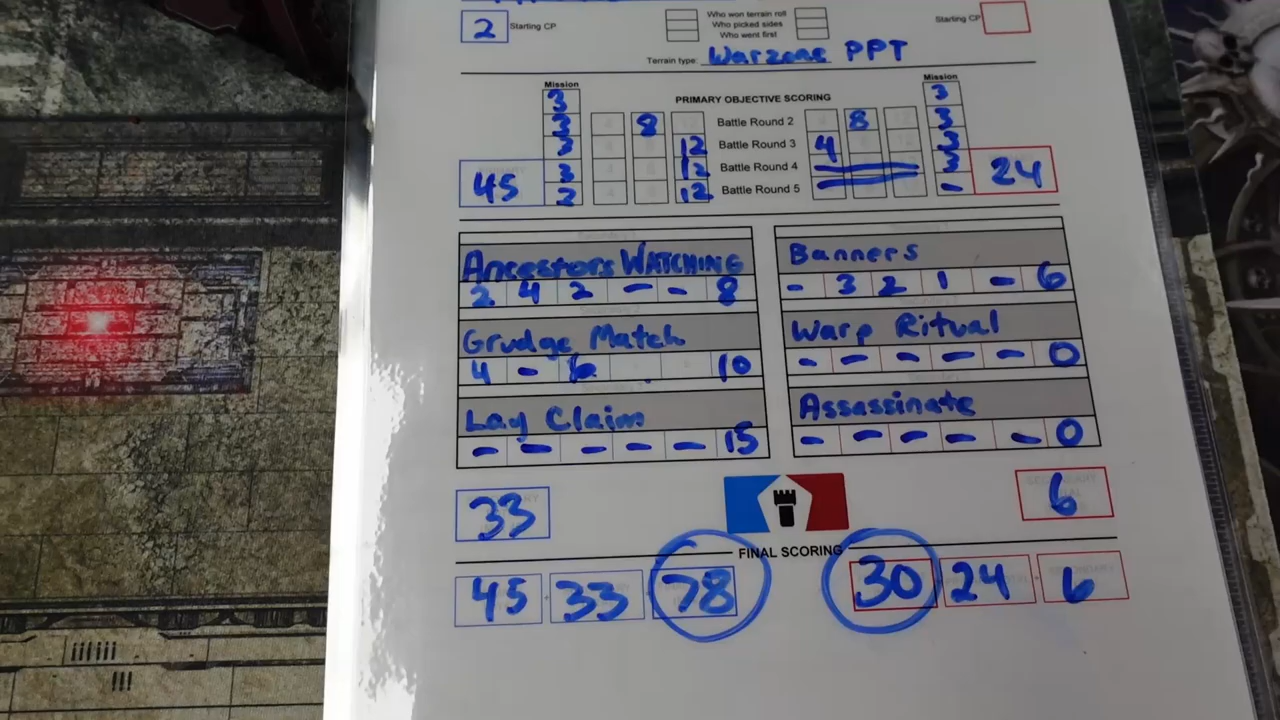 2 Starting CP Who won terrain roll Starting CP
Who picked sides
Who went first
Terrain type: Warzone PPT
Mission Mission
3 PRIMARY OBJECTIVE SCORING 3
3 8 Battle Round 2 8 3
3 12 Battle Round 3 4 3
3 12 Battle Round 4 3
45 2 12 Battle Round 5 - 24
Ancestors WATCHING Banners
2 4 2 - - 8 - 3 2 1 - 6
Grudge Match Warp Ritual
4 - 6 10 - - - - - 0
Lay Claim Assassinate
- - - - - 15 - - - - - 0
33 6
FINAL SCORING
45 33 78 30 24 6